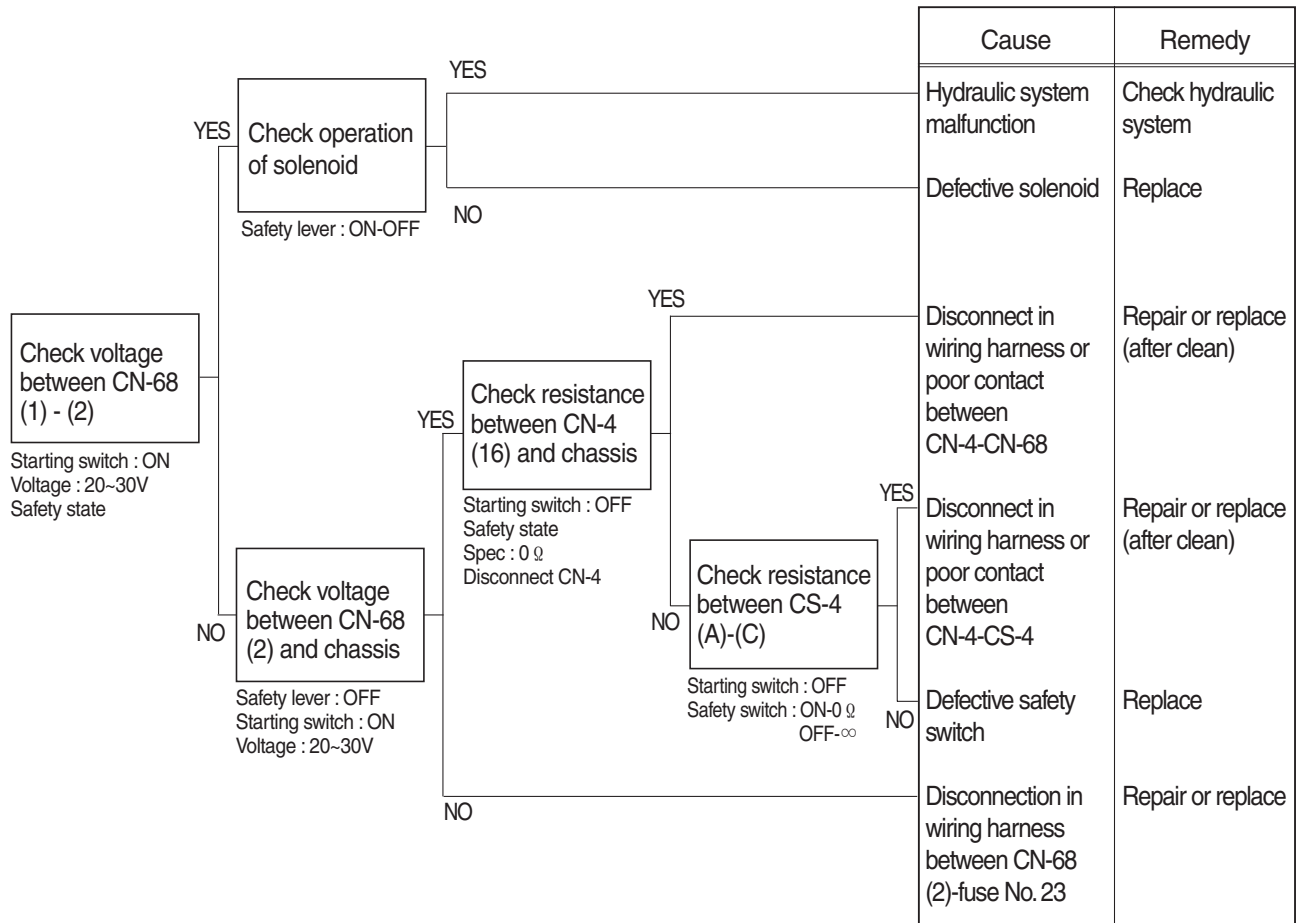 Cause
Remedy
YES
Hydraulic system
malfunction
Check hydraulic
system
YES
Check operation
of solenoid
Defective solenoid
Replace
NO
Safety lever : ON-OFF
YES
Disconnect in
wiring harness or
poor contact
between
CN-4-CN-68
Repair or replace
(after clean)
Check voltage
between CN-68
(1) - (2)
Starting switch : ON
Voltage : 20~30V
Safety state
YES
Check resistance
between CN-4
(16) and chassis
Starting switch : OFF
Safety state
Spec : 0 Ω
Disconnect CN-4
YES
Disconnect in
wiring harness or
poor contact
between
CN-4-CS-4
Repair or replace
(after clean)
NO
Check voltage
between CN-68
(2) and chassis
Safety lever : OFF
Starting switch : ON
Voltage : 20~30V
NO
Check resistance
between CS-4
(A)-(C)
Starting switch : OFF
Safety switch : ON-0 Ω
OFF-∞
NO
Defective safety
switch
Replace
NO
Disconnection in
wiring harness
between CN-68
(2)-fuse No. 23
Repair or replace